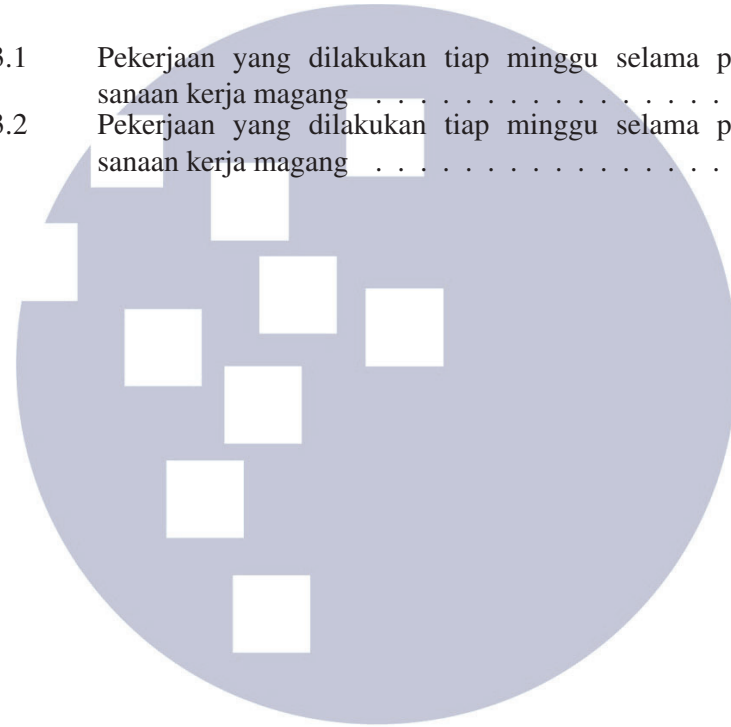 3.1 Pekerjaan yang dilakukan tiap minggu selama p
sanaan kerja magang . . . . . . . . . . . . . . . . .
3.2 Pekerjaan yang dilakukan tiap minggu selama p
sanaan kerja magang . . . . . . . . . . . . . . . . .